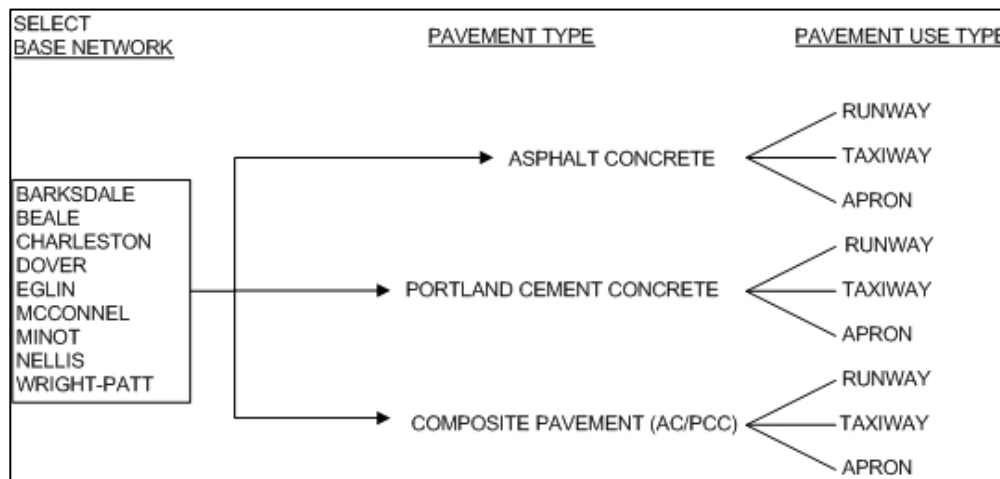 SELECT
BASE NETWORK
PAVEMENT TYPE
PAVEMENT USE TYPE
BARKSDALE
BEALE
CHARLESTON
DOVER
EGLIN
MCCONNEL
MINOT
NELLIS
WRIGHT-PATT
ASPHALT CONCRETE
RUNWAY
TAXIWAY
APRON
PORTLAND CEMENT CONCRETE
RUNWAY
TAXIWAY
APRON
COMPOSITE PAVEMENT (AC/PCC)
RUNWAY
TAXIWAY
APRON